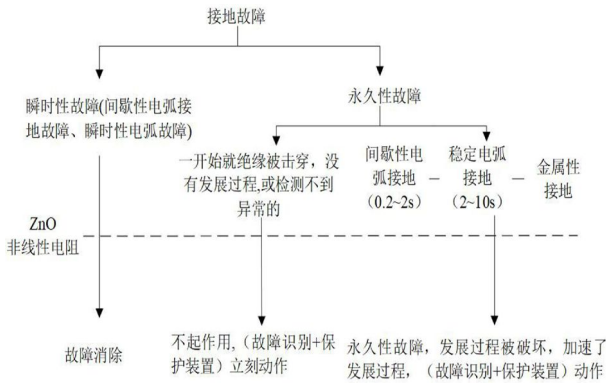 接地故障
瞬时性故障(间歇性电弧接
地故障、瞬时性电弧故障)
永久性故障
一开始就绝缘被击穿，没
有发展过程,或检测不到
异常的
间歇性电
弧接地
（0.2~2s）
稳定电弧
接地
（2~10s）
金属性
接地
ZnO
非线性电阻
故障消除
不起作用,（故障识别+保
护装置）立刻动作
永久性故障，发展过程被破坏，加速了
发展过程，（故障识别+保护装置）动作